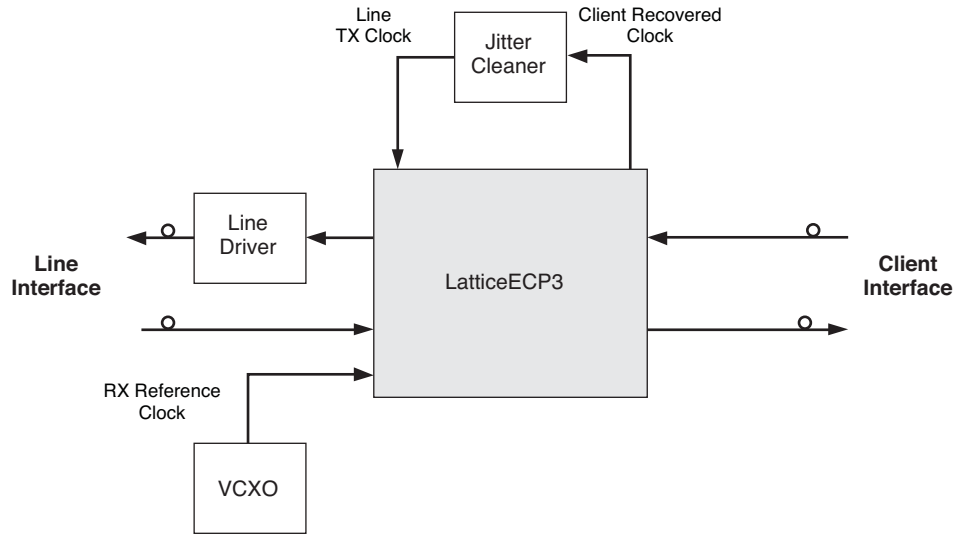 Line
TX Clock
Jitter
Cleaner
Client Recovered
Clock
Line
Driver
Line
Interface
LatticeECP3
Client
Interface
RX Reference
Clock
VCXO